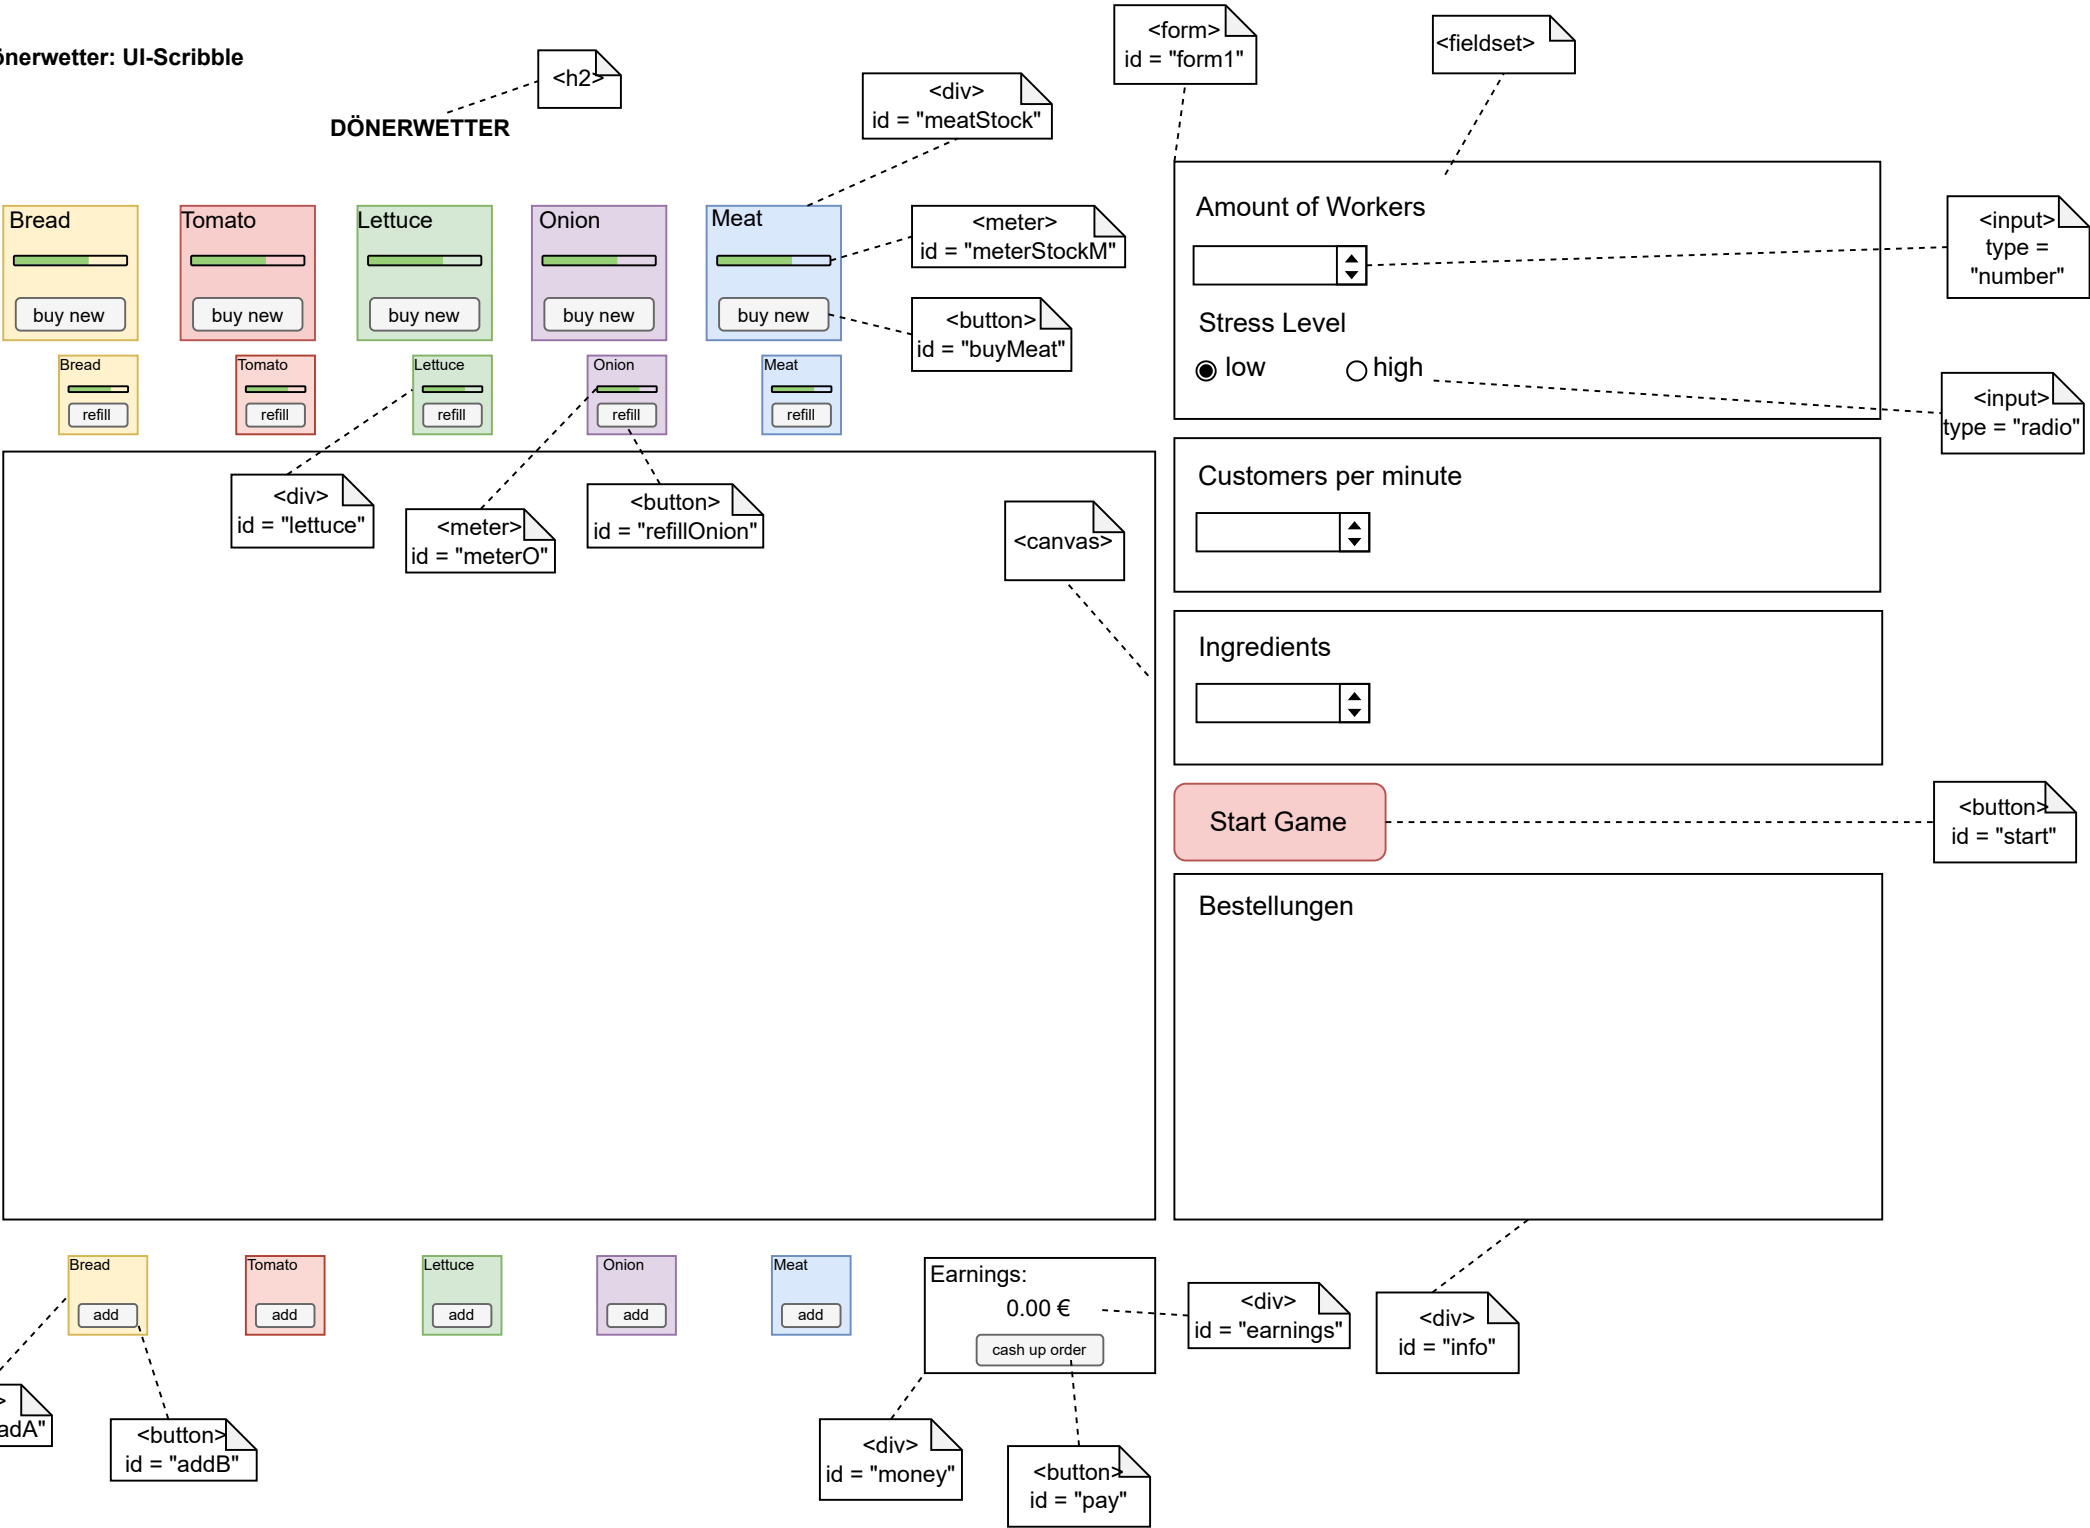 önerwetter: UI-Scribble
<h2>
DÖNERWETTER
<div>
id = "meatStock"
<form>
id = "form1"
<fieldset>
Bread
Tomato
Lettuce
Onion
Meat
buy new
buy new
buy new
buy new
buy new
<meter>
id = "meterStockM"
<button>
id = "buyMeat"
Bread
Tomato
Lettuce
Onion
Meat
refill
refill
refill
refill
refill
Amount of Workers
<input>
type =
"number"
Stress Level
low
high
<input>
type = "radio"
<div>
id = "lettuce"
<meter>
id = "meterO"
<button>
id = "refillOnion"
<canvas>
Customers per minute
Ingredients
Start Game
<button>
id = "start"
Bestellungen
Bread
Tomato
Lettuce
Onion
Meat
add
add
add
add
add
Earnings:
0.00 €
cash up order
<div>
id = "earnings"
<div>
id = "info"
>
adA"
<button>
id = "addB"
<div>
id = "money"
<button>
id = "pay"